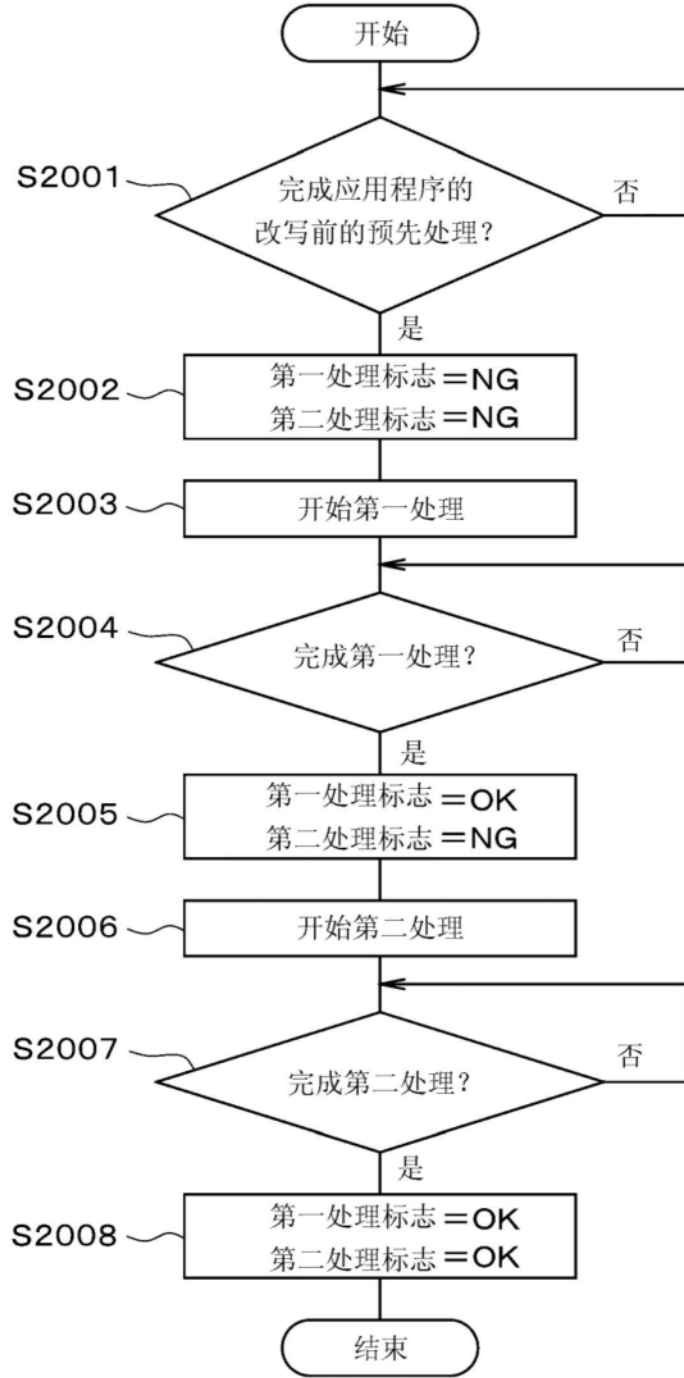 开始
S2001
完成应用程序的
改写前的预先处理？
否
是
S2002
第一处理标志＝NG
第二处理标志＝NG
S2003
开始第一处理
S2004
完成第一处理？
否
是
S2005
第一处理标志＝OK
第二处理标志＝NG
S2006
开始第二处理
S2007
完成第二处理？
否
是
S2008
第一处理标志＝OK
第二处理标志＝OK
结束